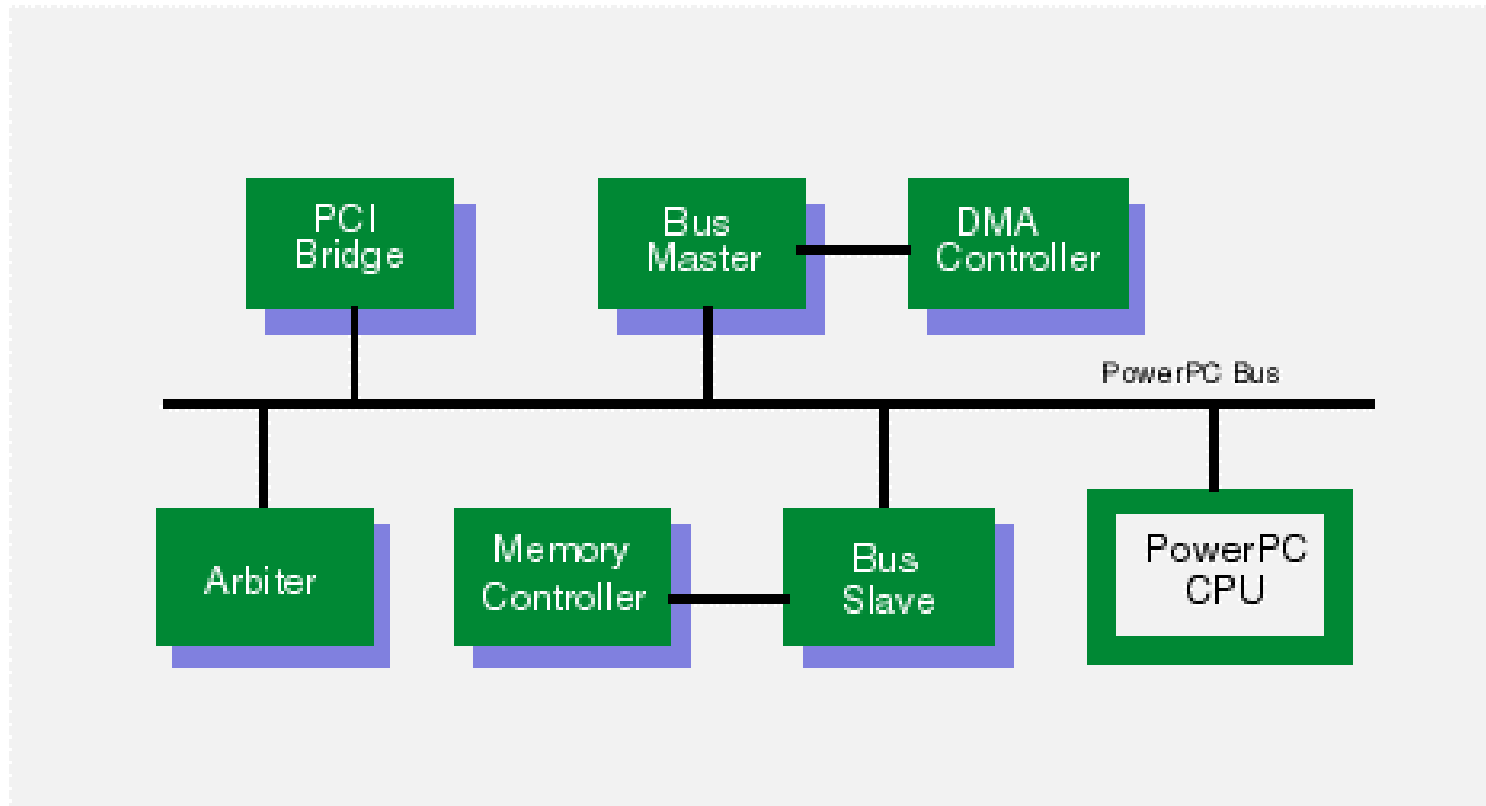 PCI
Bridge
Bus
Master
DMA
Controller
PowerPC Bus
Arbiter
Memory
Controller
Bus
Slave
PowerPC
CPU